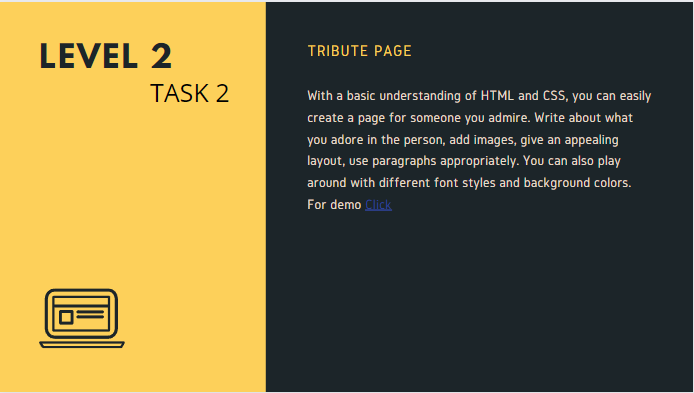 LEVEL 2
TASK 2
TRIBUTE PAGE
With a basic understanding of HTML and CSS, you can easily
create a page for someone you admire. Write about what
you adore in the person, add images, give an appealing
layout, use paragraphs appropriately. You can also play
around with different font styles and background colors.
For demo Click